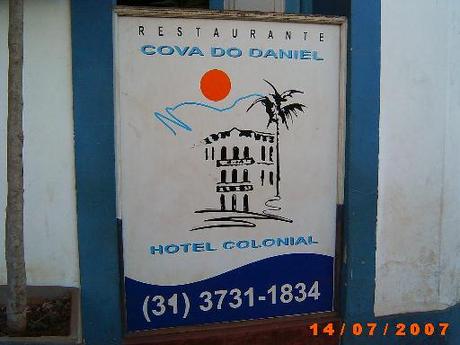 RESTAURANTE
COVA DO DANIEL
HOTEL COLONIAL
(31) 3731-1834
14/07/2007